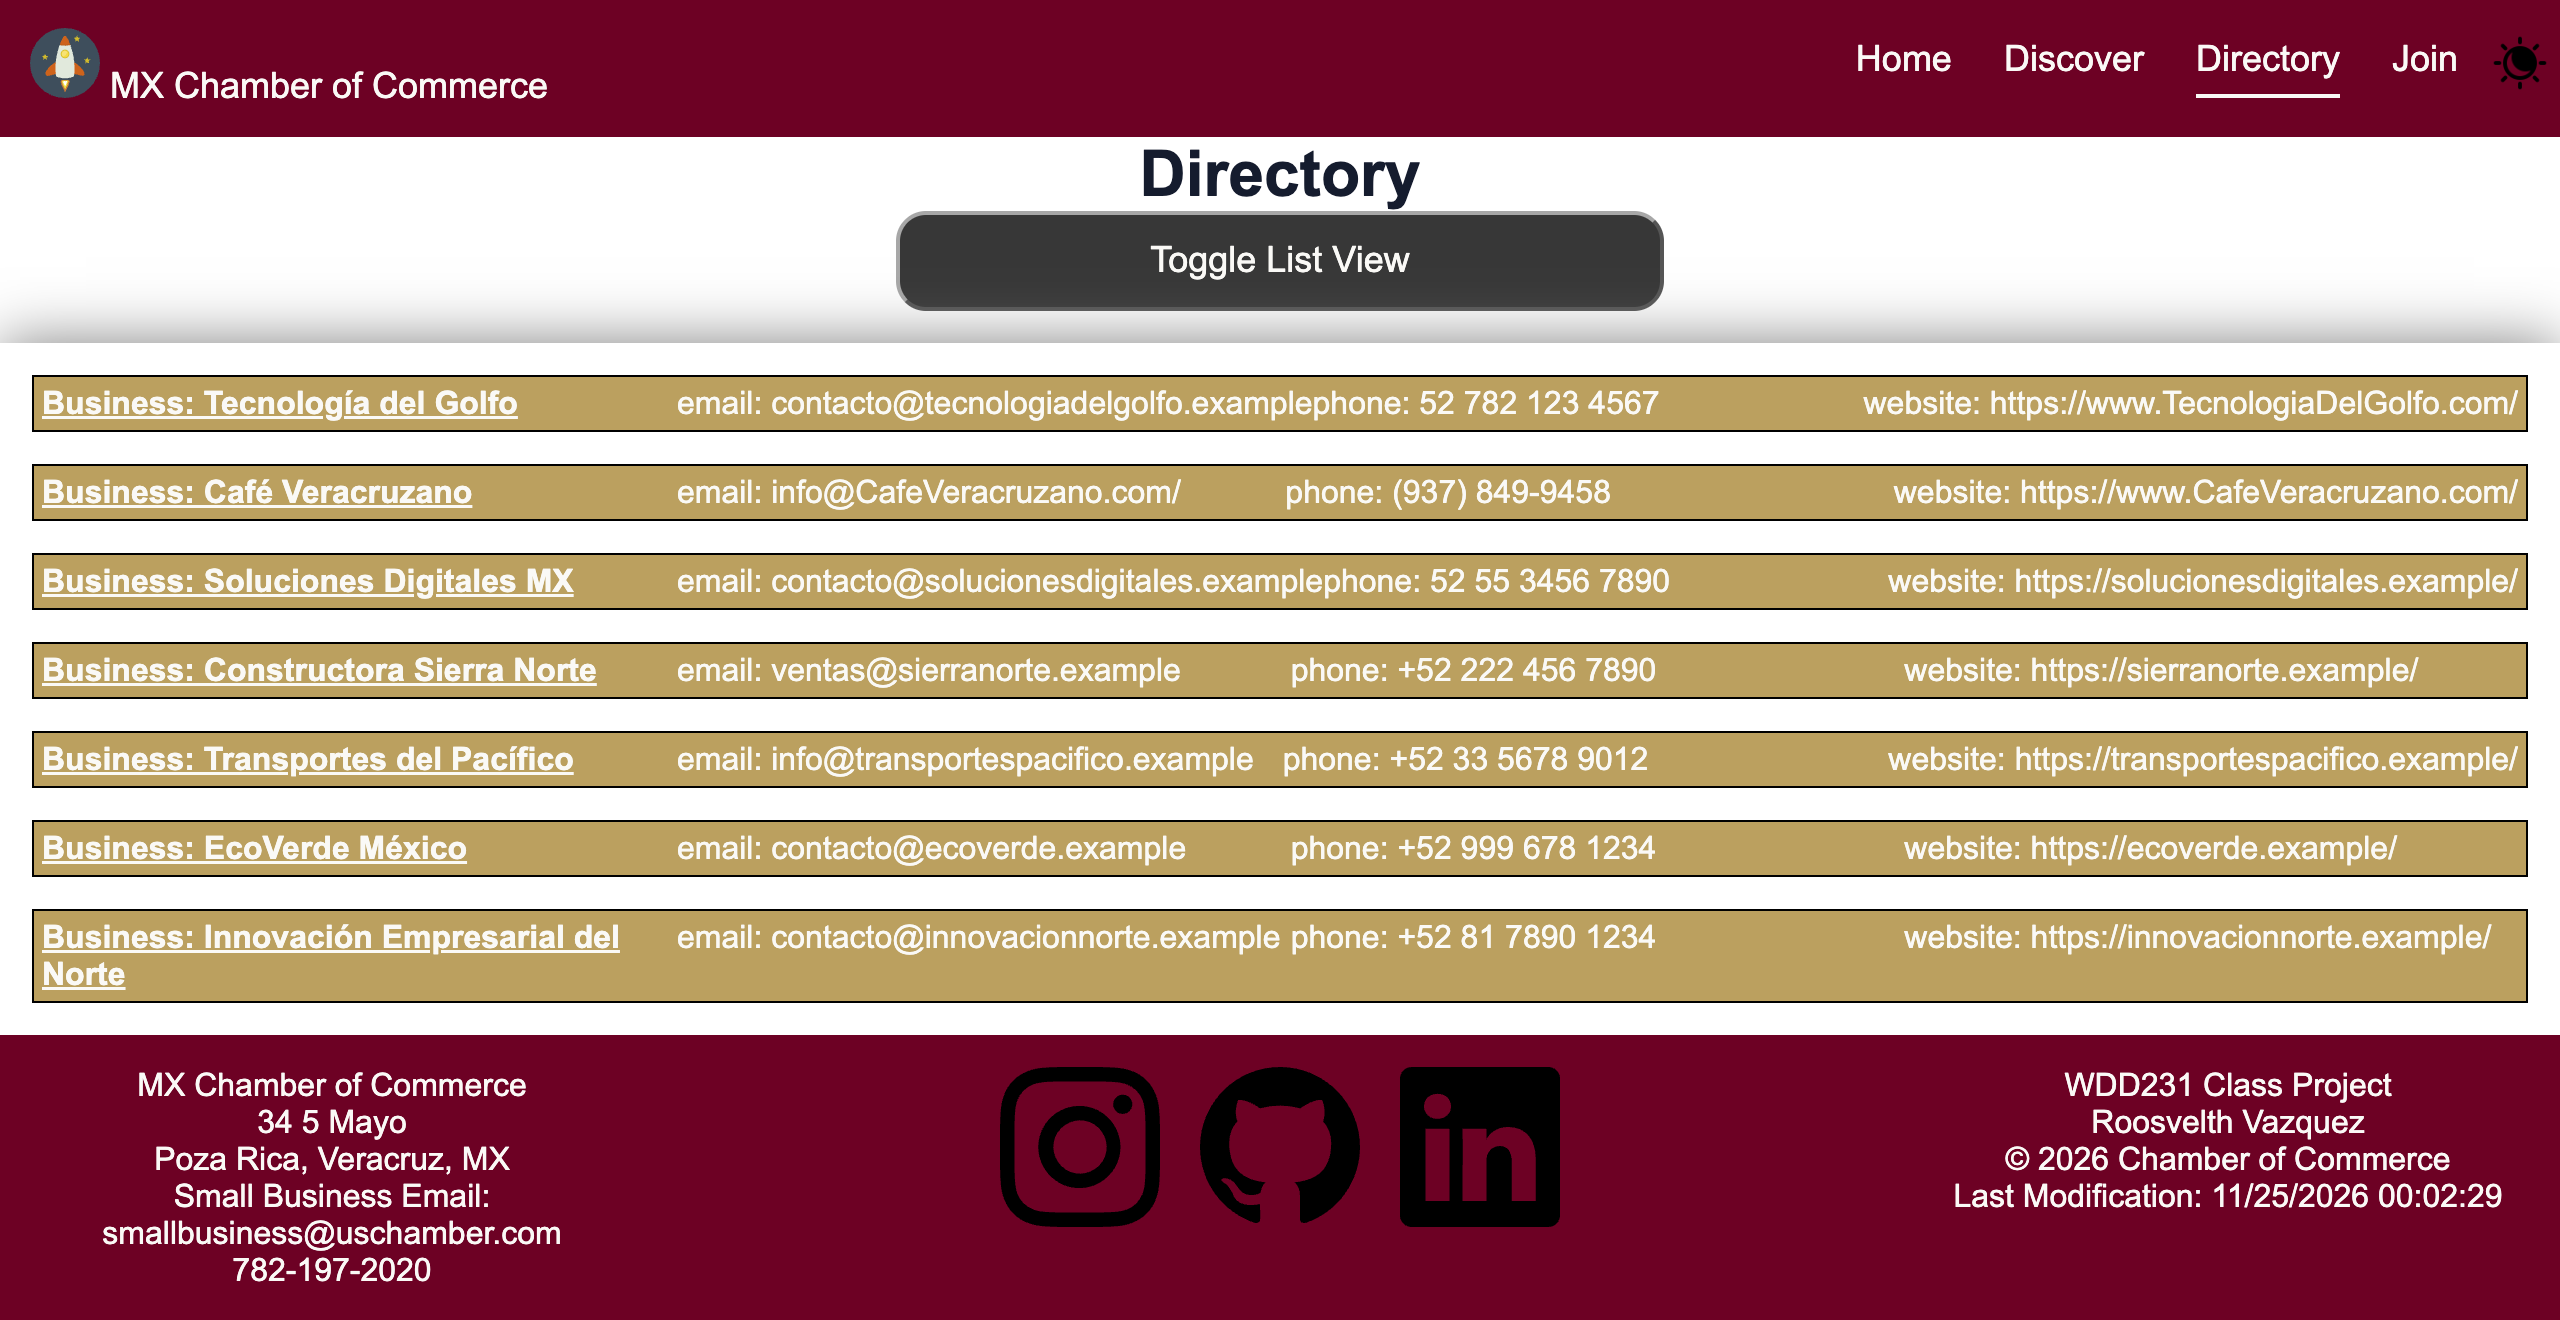 MX Chamber of Commerce
Home Discover Directory Join
Directory
Toggle List View
Business: Tecnología del Golfo email: contacto@tecnologiadelgolfo.examplephone: 52 782 123 4567 website: https://www.TecnologiaDelGolfo.com/
Business: Café Veracruzano email: info@CafeVeracruzano.com/ phone: (937) 849-9458 website: https://www.CafeVeracruzano.com/
Business: Soluciones Digitales MX email: contacto@solucionesdigitales.examplephone: 52 55 3456 7890 website: https://solucionesdigitales.example/
Business: Constructora Sierra Norte email: ventas@sierranorte.example phone: +52 222 456 7890 website: https://sierranorte.example/
Business: Transportes del Pacífico email: info@transportespacifico.example phone: +52 33 5678 9012 website: https://transportespacifico.example/
Business: EcoVerde México email: contacto@ecoverde.example phone: +52 999 678 1234 website: https://ecoverde.example/
Business: Innovación Empresarial del email: contacto@innovacionnorte.example phone: +52 81 7890 1234 website: https://innovacionnorte.example/
Norte
MX Chamber of Commerce
34 5 Mayo
Poza Rica, Veracruz, MX
Small Business Email:
smallbusiness@uschamber.com
782-197-2020
in
WDD231 Class Project
Roosvelth Vazquez
© 2026 Chamber of Commerce
Last Modification: 11/25/2026 00:02:29